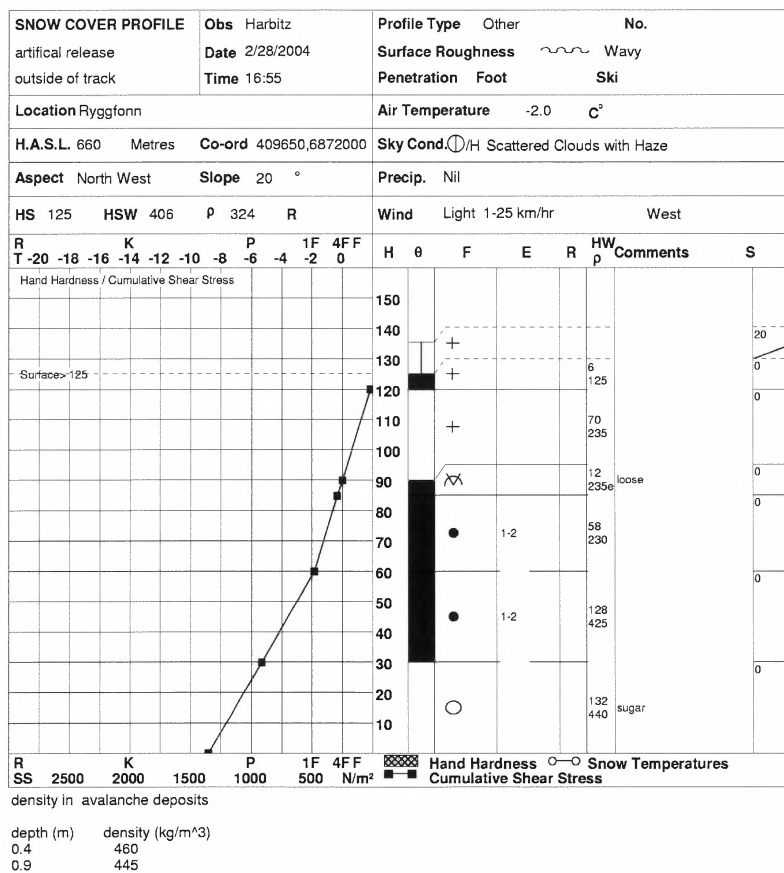 SNOW COVER PROFILE Obs Harbitz Profile Type Other No.
artifical release Date 2/28/2004 Surface Roughness Wavy
outside of track Time 16:55 Penetration Foot Ski
Location Ryggfonn Air Temperature -2.0 C°
H.A.S.L. 660 Metres Co-ord 409650,6872000 Sky Cond. /H Scattered Clouds with Haze
Aspect North West Slope 20 ° Precip. Nil
HS 125 HSW 406 ρ 324 R Wind Light 1-25 km/hr West
R K P 1F 4F F HW
T -20 -18 -16 -14 -12 -10 -8 -6 -4 -2 0 H θ F E R ρ Comments S
Hand Hardness / Cumulative Shear Stress
150
140
20
130
Surface> 125
6 0
125
120
0
110
70
235
100
12 0
90
235e loose
0
80
58
70
1-2 230
60
0
50
128
1-2 425
40
30
0
20
132 sugar
440
10
R K P 1F 4F F Hand Hardness Snow Temperatures
SS 2500 2000 1500 1000 500 N/m² Cumulative Shear Stress
density in avalanche deposits
depth (m) density (kg/m^3)
0.4 460
0.9 445